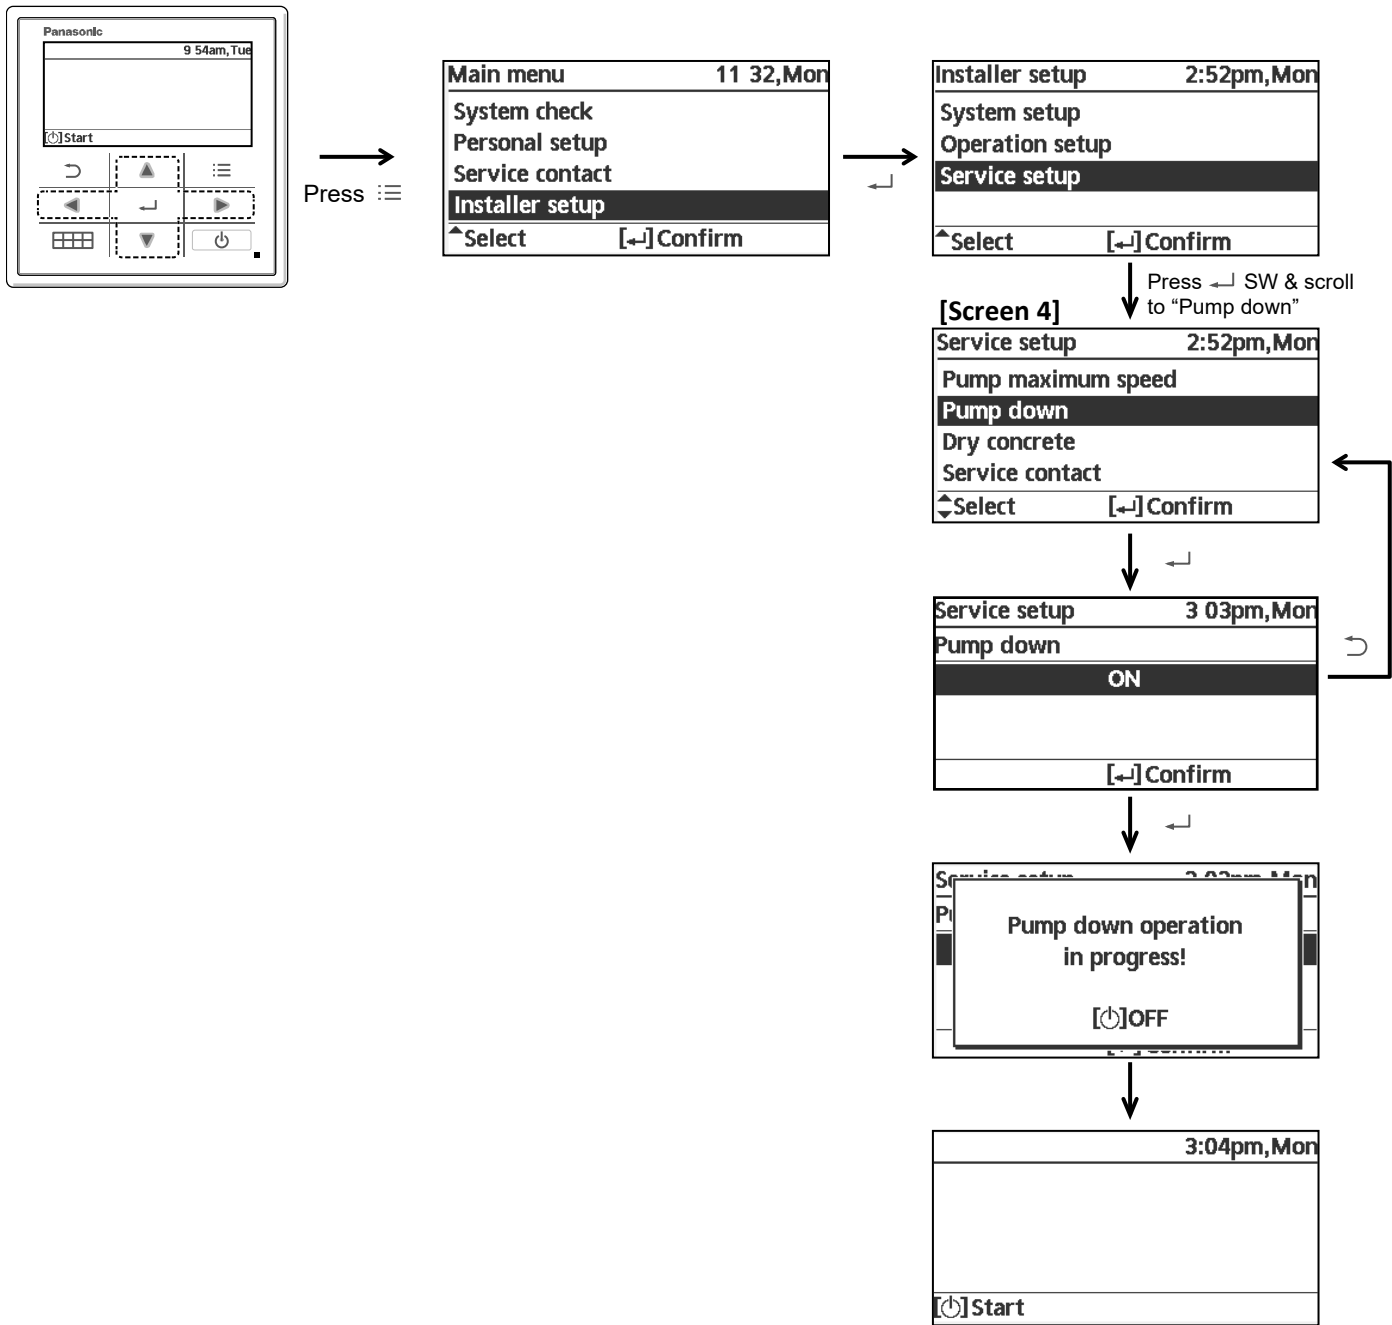 Panasonic
9 54am,Tue
[⏻]Start
Press
Main menu 11 32,Mon
System check
Personal setup
Service contact
Installer setup
Select [↵]Confirm
Installer setup 2:52pm,Mon
System setup
Operation setup
Service setup
Select [↵]Confirm
Press ↵ SW & scroll
to “Pump down”
[Screen 4]
Service setup 2:52pm,Mon
Pump maximum speed
Pump down
Dry concrete
Service contact
Select [↵]Confirm
Service setup 3 03pm,Mon
Pump down
ON
[↵]Confirm
Pump down operation
in progress!
[⏻]OFF
3:04pm,Mon
[⏻]Start